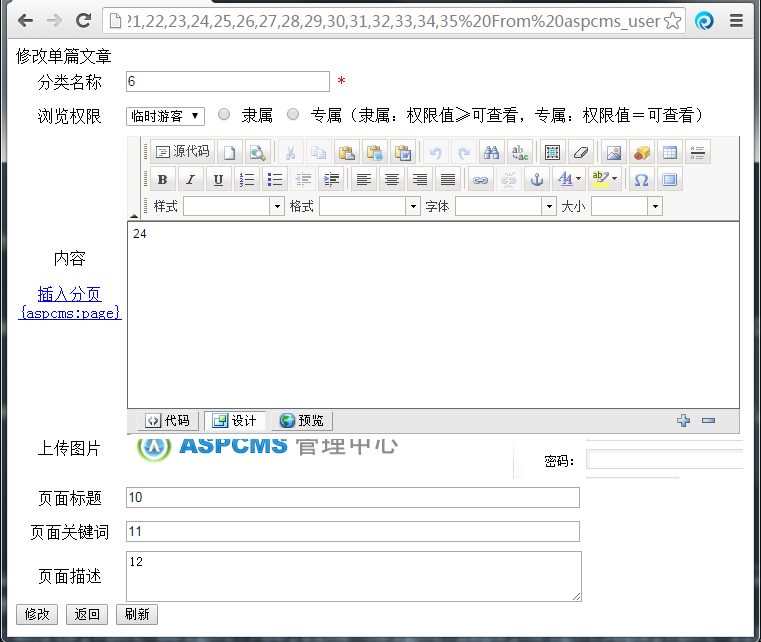 21,22,23,24,25,26,27,28,29,30,31,32,33,34,35%20From%20aspcms_user
修改单篇文章
分类名称 6 *
浏览权限 临时游客 隶属 专属（隶属：权限值≥可查看，专属：权限值＝可查看）
源代码
B I U
样式 格式 字体 大小
24
内容
插入分页
{aspcms:page}
代码 设计 预览
上传图片 ASPCMS 管理中心 密码：
页面标题 10
页面关键词 11
页面描述 12
修改 返回 刷新